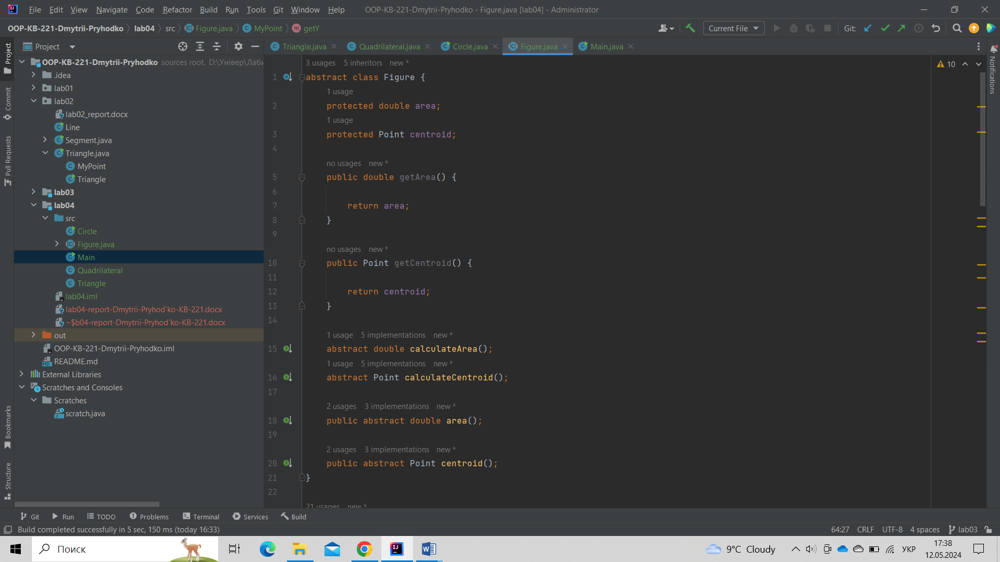 File Edit View Navigate Code Refactor Build Run Tools Git Window Help OOP-KB-221-Dmytrii-Pryhodko - Figure.java [lab04] - Administrator
OOP-KB-221-Dmytrii-Pryhodko lab04 src Figure.java MyPoint getY Current File Git:
Project
Triangle.java Quadrilateral.java Circle.java Figure.java Main.java
OOP-KB-221-Dmytrii-Pryhodko sources root, D:\Універ\Лаби
.idea
lab01
lab02
lab02_report.docx
Line
Segment.java
Triangle.java
MyPoint
Triangle
lab03
lab04
src
Circle
Figure.java
Main
Quadrilateral
Triangle
lab04.iml
lab04-report-Dmytrii-Pryhod`ko-KB-221.docx
~$b04-report-Dmytrii-Pryhod`ko-KB-221.docx
out
OOP-KB-221-Dmytrii-Pryhodko.iml
README.md
External Libraries
Scratches and Consoles
Scratches
scratch.java
Project
Commit
Pull Requests
Bookmarks
Structure
3 usages 5 inheritors new *
1 abstract class Figure {
1 usage
2 protected double area;
1 usage
3 protected Point centroid;
4
no usages new *
5 public double getArea() {
6
7 return area;
8 }
9
no usages new *
10 public Point getCentroid() {
11
12 return centroid;
13 }
14
1 usage 5 implementations new *
15 abstract double calculateArea();
1 usage 5 implementations new *
16 abstract Point calculateCentroid();
17
2 usages 3 implementations new *
18 public abstract double area();
19
2 usages 3 implementations new *
20 public abstract Point centroid();
21 }
22
21 usages new *
10
Notifications
Git Run TODO Problems Terminal Services Build
Build completed successfully in 5 sec, 150 ms (today 16:33) 64:27 CRLF UTF-8 4 spaces lab03
Поиск 9°C Cloudy УКР 17:38
12.05.2024